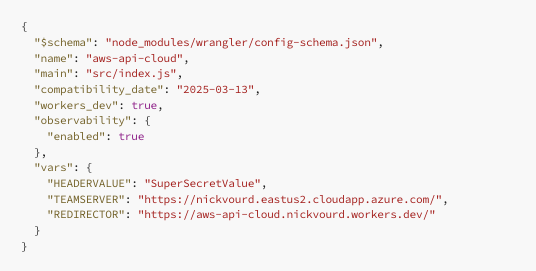 {
  "$schema": "node_modules/wrangler/config-schema.json",
  "name": "aws-api-cloud",
  "main": "src/index.js",
  "compatibility_date": "2025-03-13",
  "workers_dev": true,
  "observability": {
    "enabled": true
  },
  "vars": {
    "HEADERVALUE": "SuperSecretValue",
    "TEAMSERVER": "https://nickvourd.eastus2.cloudapp.azure.com/",
    "REDIRECTOR": "https://aws-api-cloud.nickvourd.workers.dev/"
  }
}